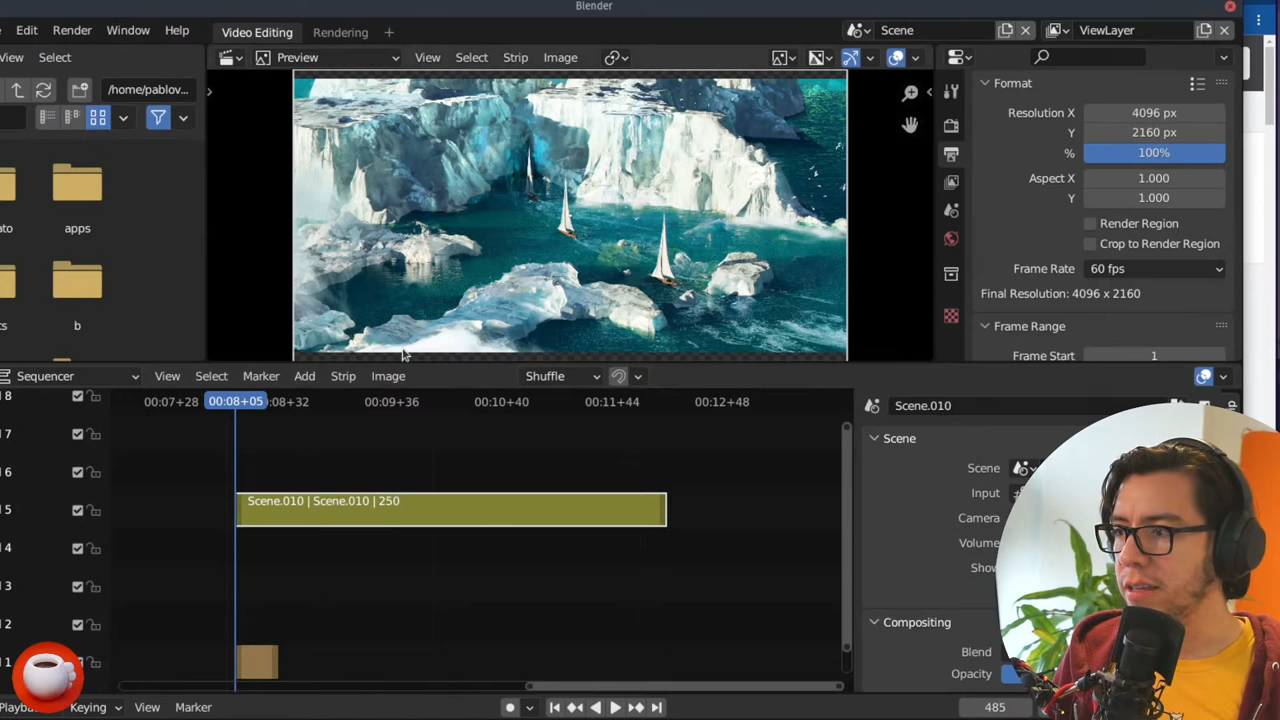 Blender
Edit Render Window Help Video Editing Rendering + Scene ViewLayer
View Select Preview View Select Strip Image
/home/pablov...
Format
Resolution X 4096 px
Y 2160 px
% 100%
Aspect X 1.000
Y 1.000
Render Region
Crop to Render Region
Frame Rate 60 fps
Final Resolution: 4096 x 2160
Frame Range
Frame Start 1
ato apps
cs b
Sequencer View Select Marker Add Strip Image Shuffle
00:07+28 00:08+05 :08+32 00:09+36 00:10+40 00:11+44 00:12+48
8
7
6
5
4
3
2
1
Scene.010 | Scene.010 | 250
Scene.010
Scene
Scene
Input
Camera
Volume
Show
Compositing
Blend
Opacity
Playback Keying View Marker 485